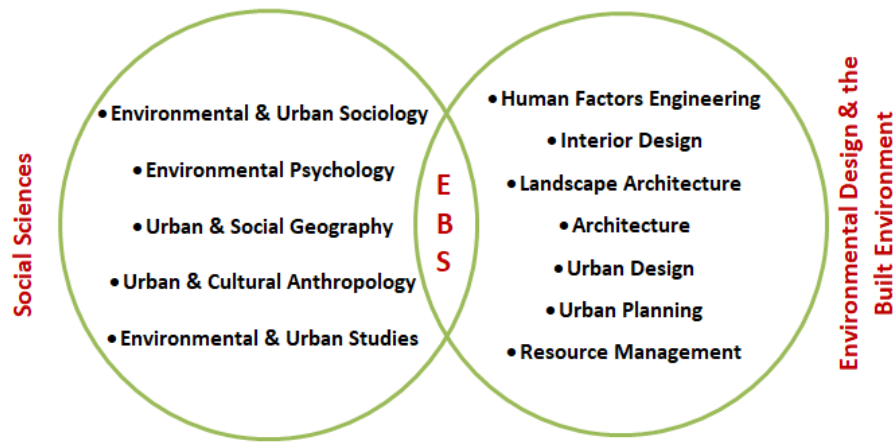 Social Sciences
• Environmental & Urban Sociology
• Environmental Psychology
• Urban & Social Geography
• Urban & Cultural Anthropology
• Environmental & Urban Studies
E
B
S
• Human Factors Engineering
• Interior Design
• Landscape Architecture
• Architecture
• Urban Design
• Urban Planning
• Resource Management
Environmental Design & the
Built Environment